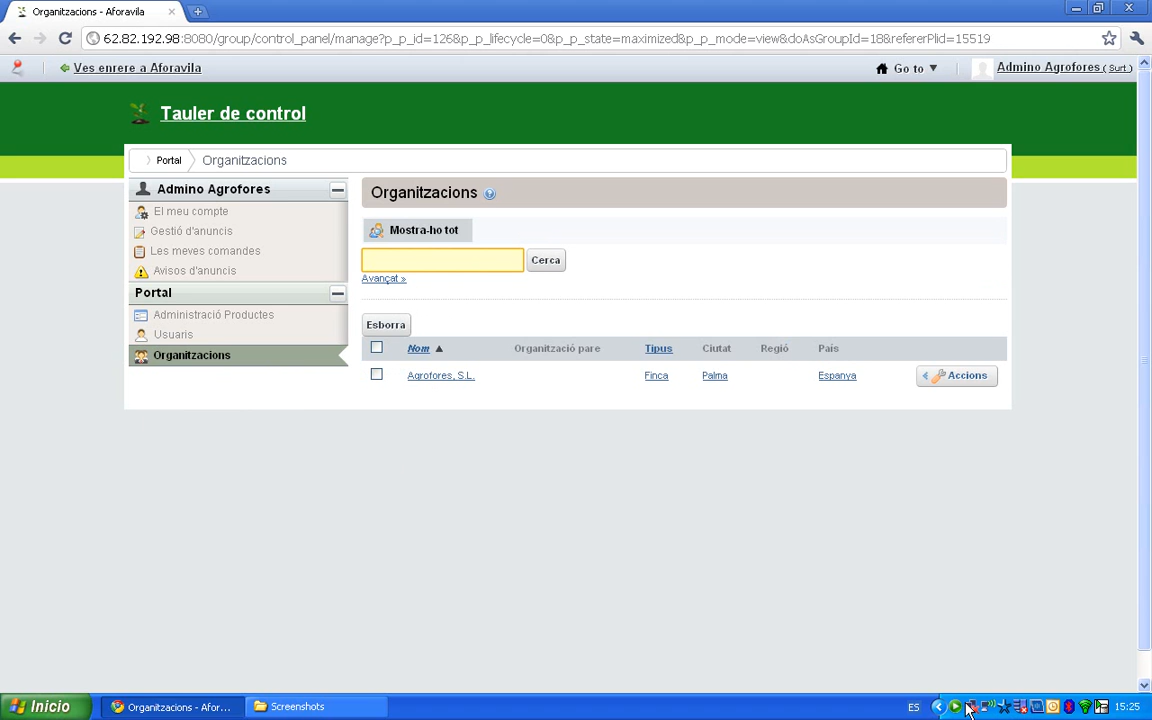 Organitzacions - Aforavila
62.82.192.98:8080/group/control_panel/manage?p_p_id=126&p_p_lifecycle=0&p_p_state=maximized&p_p_mode=view&doAsGroupId=18&refererPlid=15519
Ves enrere a Aforavila
Go to ▼
Admino Agrofores (Surt)
Tauler de control
Portal
Organitzacions
Admino Agrofores
El meu compte
Gestió d'anuncis
Les meves comandes
Avisos d'anuncis
Portal
Administració Productes
Usuaris
Organitzacions
Organitzacions
Mostra-ho tot
Cerca
Avançat »
Esborra
Nom ▲ Organització pare Tipus Ciutat Regió País
Agrofores, S.L. Finca Palma Espanya Accions
Inicio
Organitzacions - Afor...
Screenshots
ES
15:25